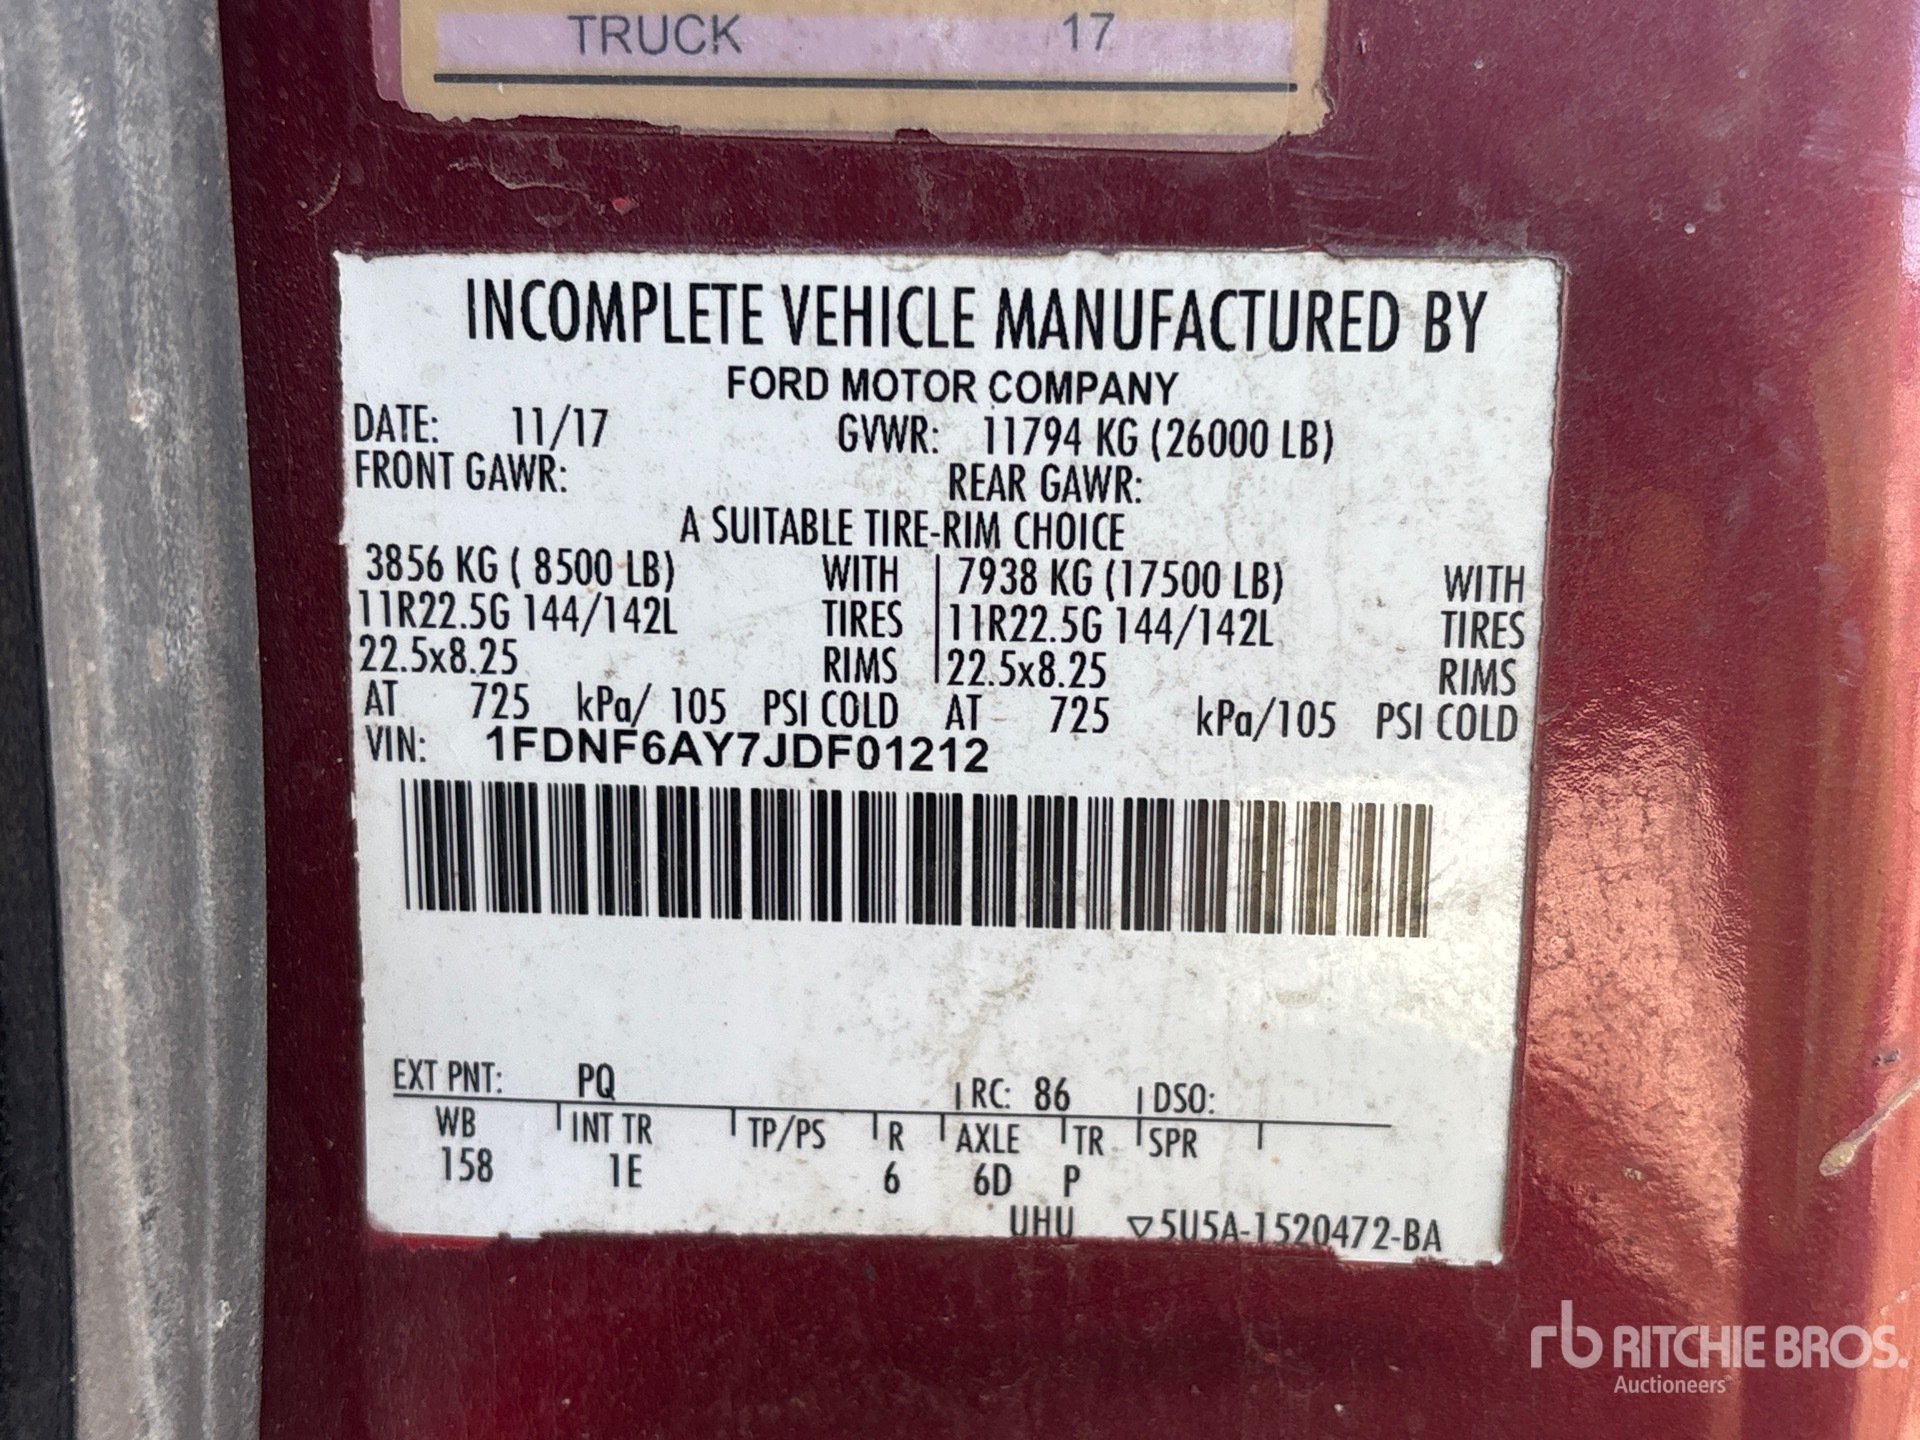 TRUCK 17
INCOMPLETE VEHICLE MANUFACTURED BY
FORD MOTOR COMPANY
DATE: 11/17 GVWR: 11794 KG (26000 LB)
FRONT GAWR: REAR GAWR:
A SUITABLE TIRE-RIM CHOICE
3856 KG ( 8500 LB) WITH 7938 KG (17500 LB) WITH
11R22.5G 144/142L TIRES 11R22.5G 144/142L TIRES
22.5x8.25 RIMS 22.5x8.25 RIMS
AT 725 kPa/ 105 PSI COLD AT 725 kPa/105 PSI COLD
VIN: 1FDNF6AY7JDF01212
EXT PNT: PQ RC: 86 DSO:
WB INT TR TP/PS R AXLE TR SPR
158 1E 6 6D P
UHU ▽5U5A-1520472-BA
rb RITCHIE BROS.
Auctioneers